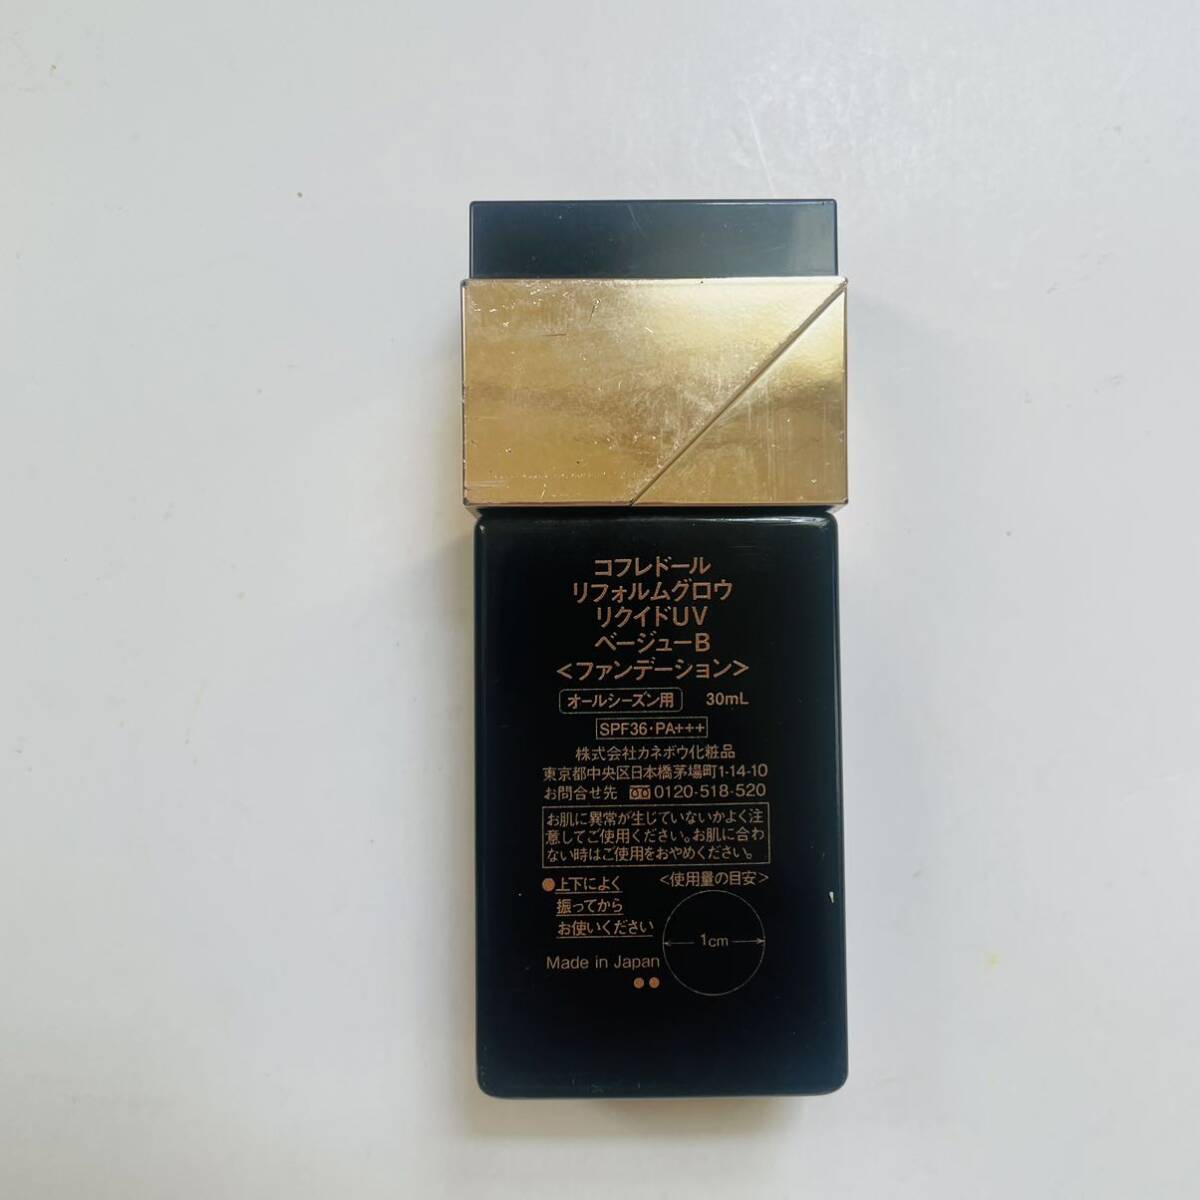 コフレドール
リフォルムグロウ
リクイドUV
ベージューB
<ファンデーション>
オールシーズン用 30mL
SPF36・PA+++
株式会社カネボウ化粧品
東京都中央区日本橋茅場町1-14-10
お問合せ先 0120-518-520
お肌に異常が生じていないかよく注
意してご使用ください。お肌に合わ
ない時はご使用をおやめください。
●上下によく
振ってから
お使いください
<使用量の目安>
1cm
Made in Japan